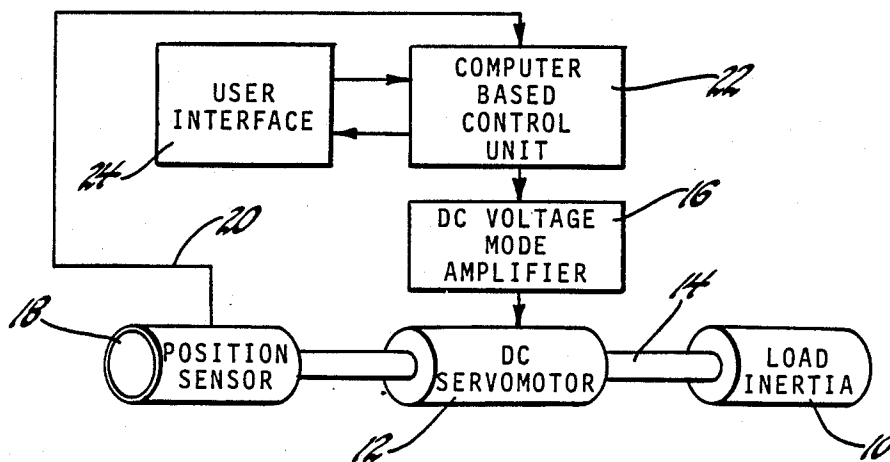 USER
INTERFACE
24
COMPUTER
BASED
CONTROL
UNIT
22
DC VOLTAGE
MODE
AMPLIFIER
16
20
18
POSITION
SENSOR
DC
SERVOMOTOR
12
14
LOAD
INERTIA
10